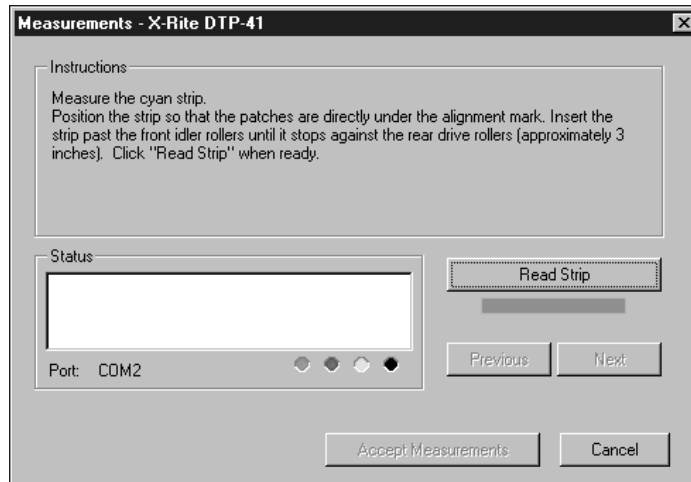 Measurements - X-Rite DTP-41
Instructions
Measure the cyan strip.
Position the strip so that the patches are directly under the alignment mark. Insert the
strip past the front idler rollers until it stops against the rear drive rollers (approximately 3
inches).  Click "Read Strip" when ready.
Status
Read Strip
Port: COM2
Previous
Next
Accept Measurements
Cancel